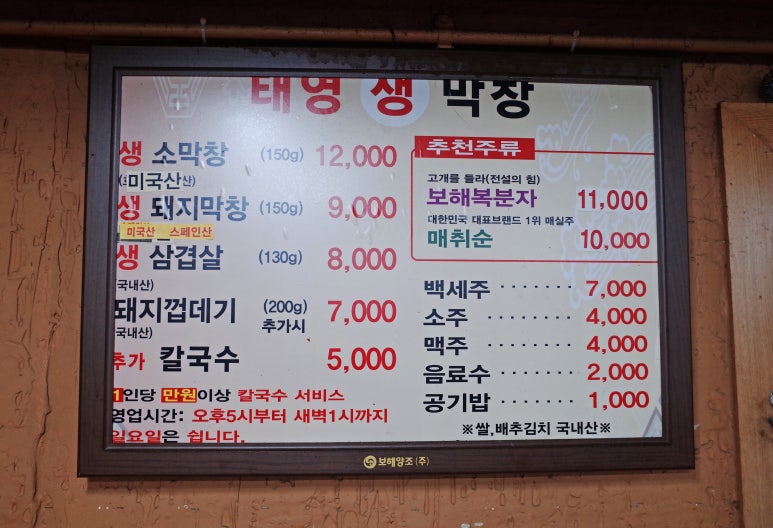 태영 생 막창
생 소막창 (150g) 12,000
미국산산)
생 돼지막창 (150g) 9,000
미국산 스페인산
생 삼겹살 (130g) 8,000
국내산)
돼지껍데기 (200g) 7,000
국내산) 추가시
추가 칼국수 5,000
1인당 만원이상 칼국수 서비스
영업시간: 오후5시부터 새벽1시까지
일요일은 쉽니다.
추천주류
고개를 들라(전설의 힘)
보해복분자 11,000
대한민국 대표브랜드 1위 매실주
매취순 10,000
백세주 ········ 7,000
소주 ········ 4,000
맥주 ········ 4,000
음료수 ········ 2,000
공기밥 ········ 1,000
※쌀,배추김치 국내산※
보해양조(주)